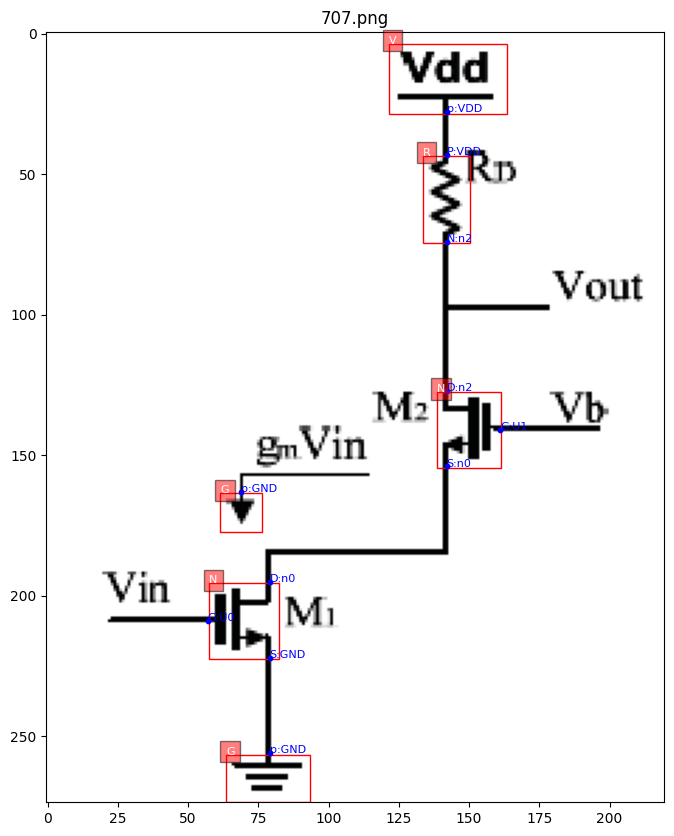 707.png
0
V
Vdd
p:VDD
R
P:VDD
RD
50
N:n2
Vout
100
N
D:n2
M2
Vb
G:U1
gmVin
150
S:n0
G
p:GND
N
D:n0
Vin
M1
200
G:U0
S:GND
250
G
p:GND
0
25
50
75
100
125
150
175
200